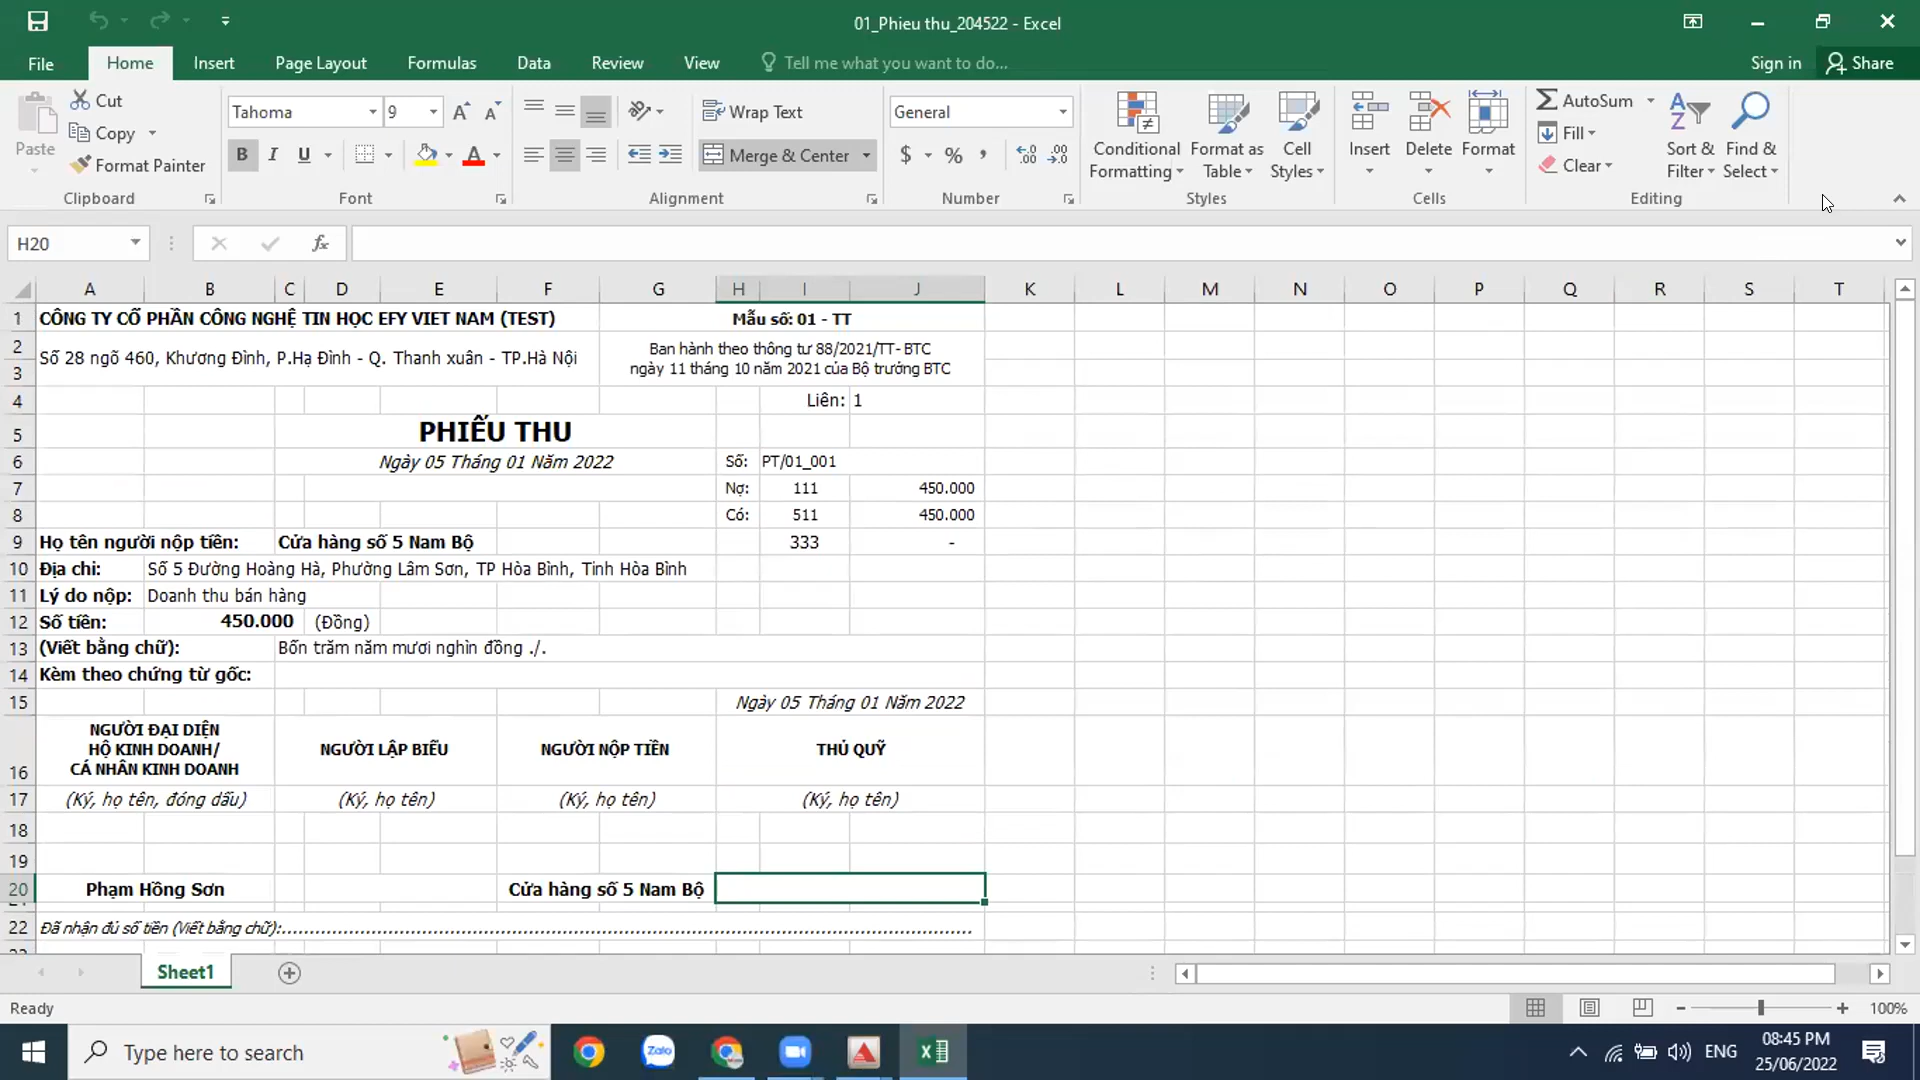 01_Phieu thu_204522 - Excel
File Home Insert Page Layout Formulas Data Review View Tell me what you want to do... Sign in Share
Paste
Cut
Copy
Format Painter
Clipboard
Tahoma 9
B I U
Font
Wrap Text
Merge & Center
Alignment
General
$ % ,
Number
Conditional Formatting
Format as Table
Cell Styles
Styles
Insert
Delete
Format
Cells
AutoSum
Fill
Clear
Sort & Filter
Find & Select
Editing
H20 fx
A B C D E F G H I J K L M N O P Q R S T
1 CÔNG TY CỔ PHẦN CÔNG NGHỆ TIN HỌC EFY VIET NAM (TEST) Mẫu số: 01 - TT
2 Ban hành theo thông tư 88/2021/TT- BTC
Số 28 ngõ 460, Khương Đình, P.Hạ Đình - Q. Thanh xuân - TP.Hà Nội
3 ngày 11 tháng 10 năm 2021 của Bộ trưởng BTC
4 Liên: 1
5 PHIẾU THU
6 Ngày 05 Tháng 01 Năm 2022 Số: PT/01_001
7 Nợ: 111 450.000
8 Có: 511 450.000
9 Họ tên người nộp tiền: Cửa hàng số 5 Nam Bộ 333 -
10 Địa chỉ: Số 5 Đường Hoàng Hà, Phường Lâm Sơn, TP Hòa Bình, Tỉnh Hòa Bình
11 Lý do nộp: Doanh thu bán hàng
12 Số tiền: 450.000 (Đồng)
13 (Viết bằng chữ): Bốn trăm năm mươi nghìn đồng ./.
14 Kèm theo chứng từ gốc:
15 Ngày 05 Tháng 01 Năm 2022
NGƯỜI ĐẠI DIỆN
HỘ KINH DOANH/ NGƯỜI LẬP BIỂU NGƯỜI NỘP TIỀN THỦ QUỸ
16 CÁ NHÂN KINH DOANH
17 (Ký, họ tên, đóng dấu) (Ký, họ tên) (Ký, họ tên) (Ký, họ tên)
18
19
20 Phạm Hồng Sơn Cửa hàng số 5 Nam Bộ
22 Đã nhận đủ số tiền (Viết bằng chữ):....................................................................................................
Sheet1
Ready 100%
Type here to search Zalo ENG 08:45 PM
25/06/2022